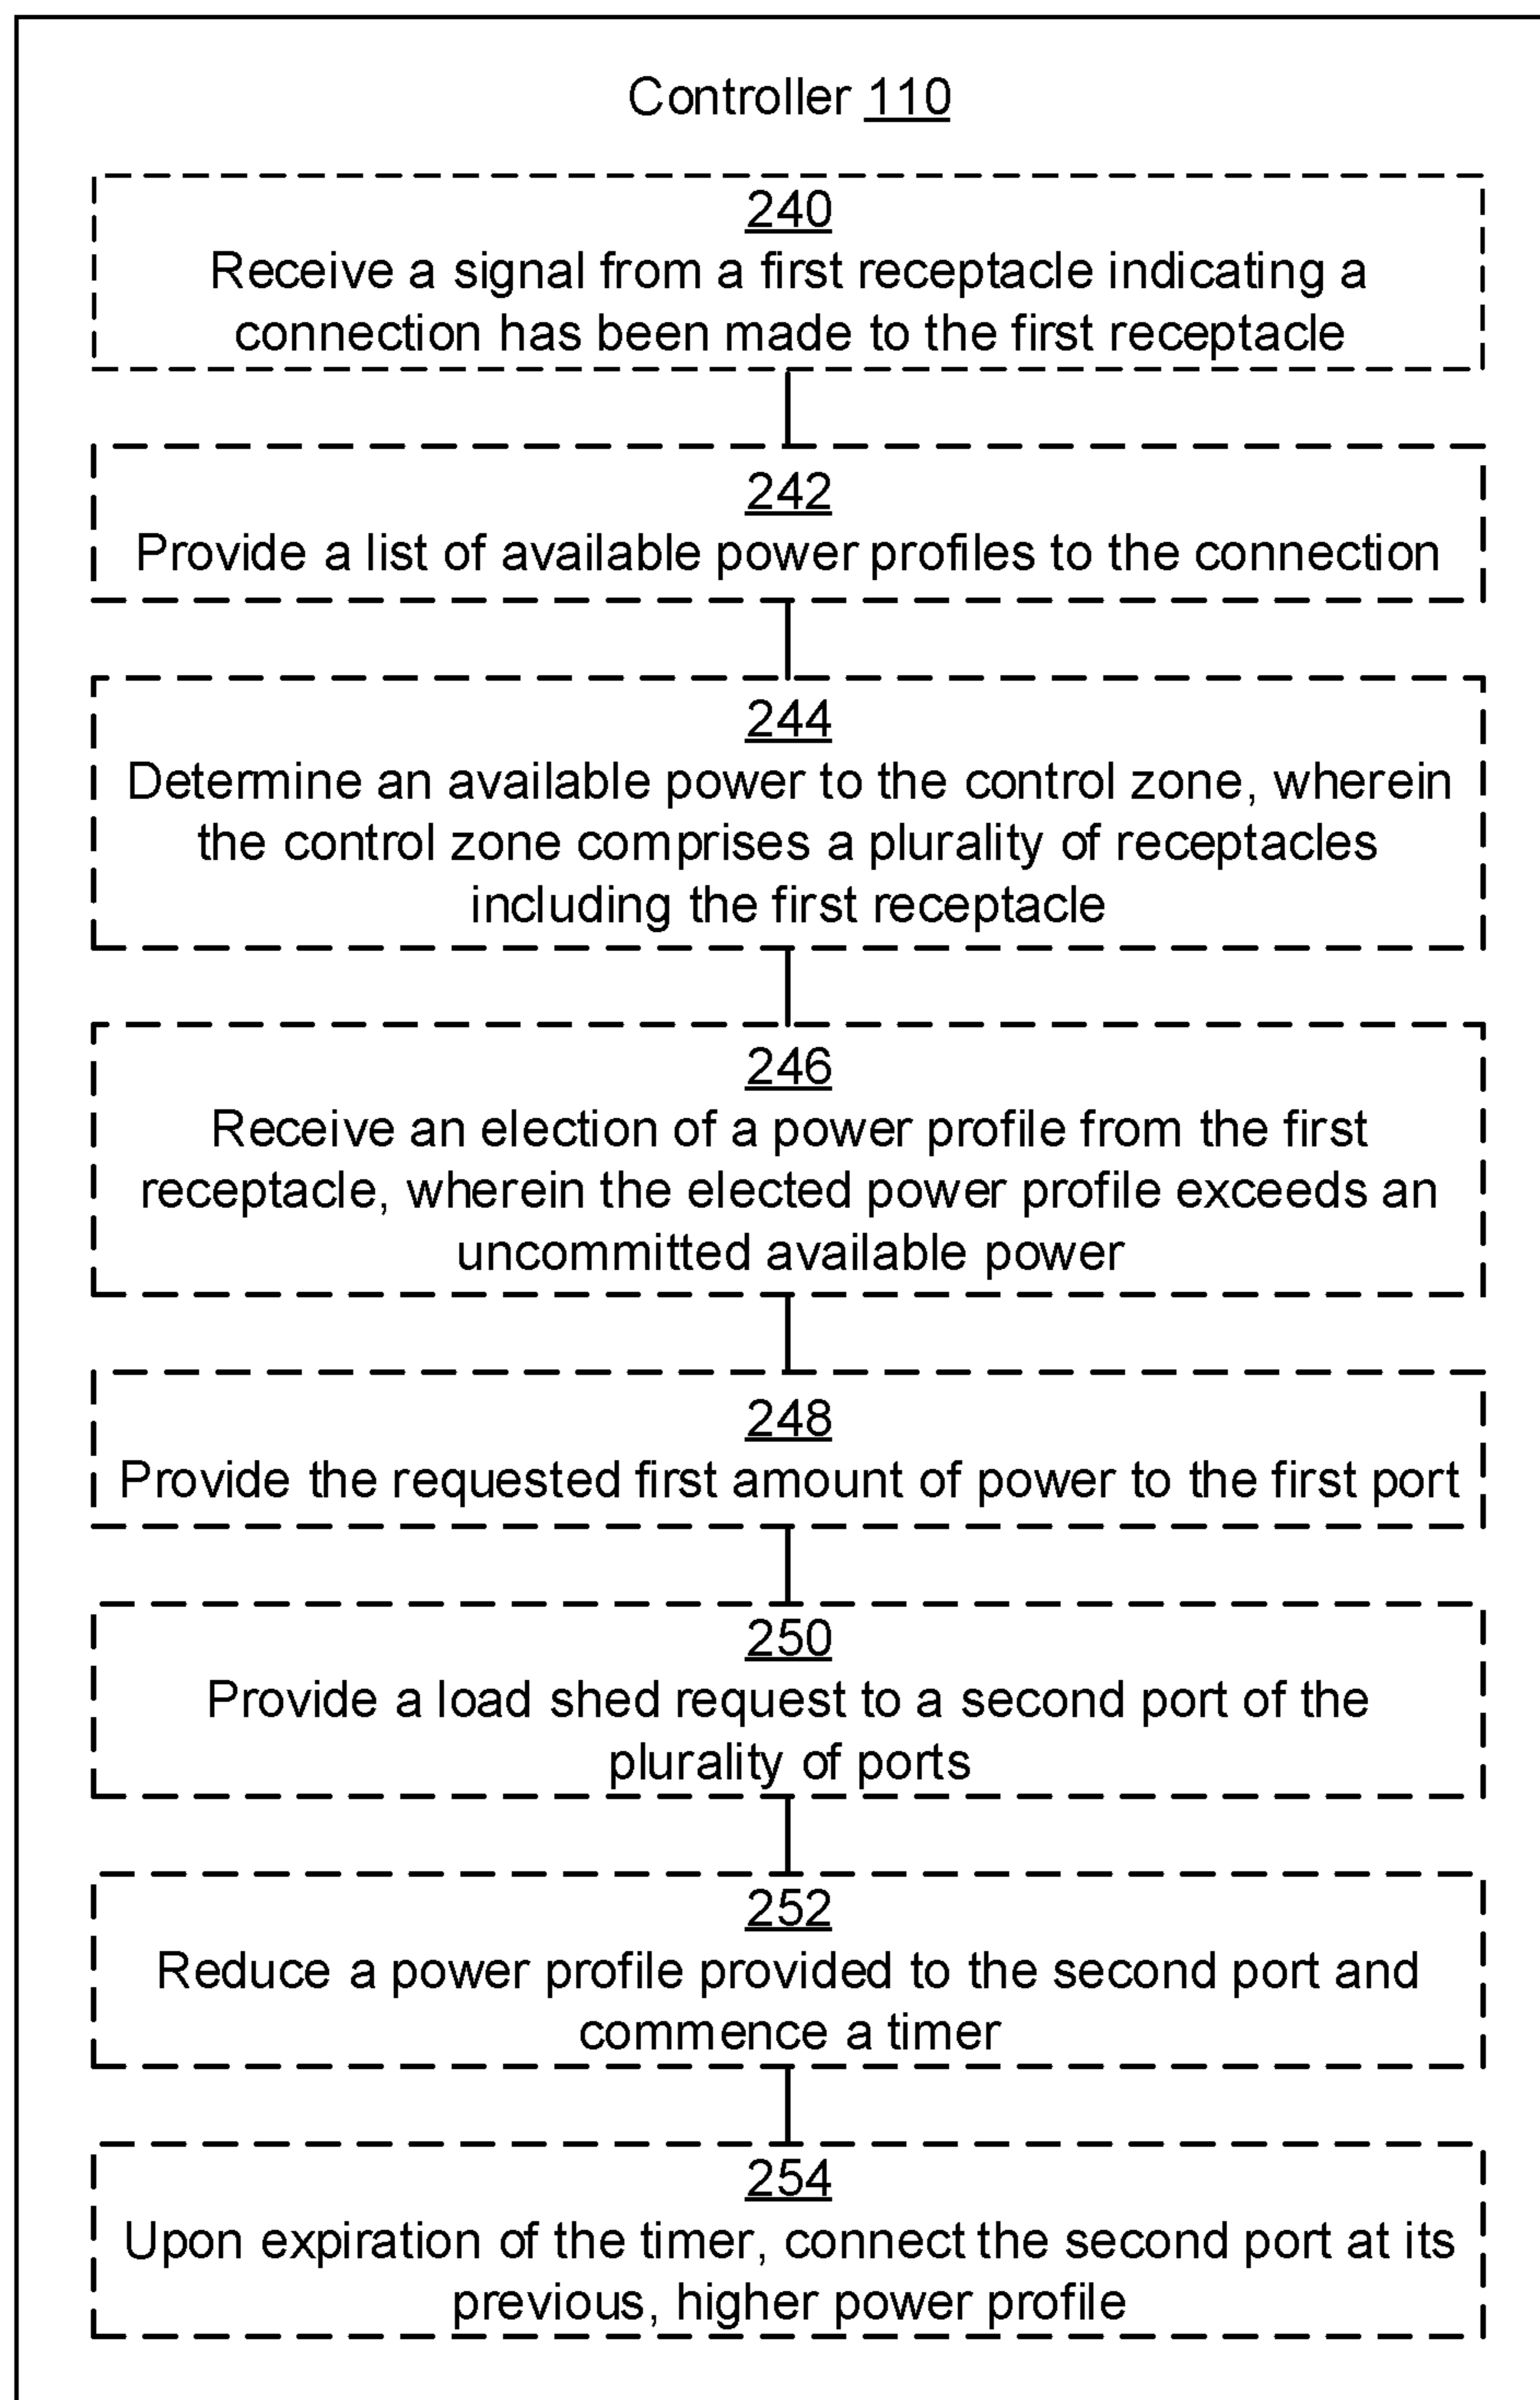 Controller 110
240
Receive a signal from a first receptacle indicating a
connection has been made to the first receptacle
242
Provide a list of available power profiles to the connection
244
Determine an available power to the control zone, wherein
the control zone comprises a plurality of receptacles
including the first receptacle
246
Receive an election of a power profile from the first
receptacle, wherein the elected power profile exceeds an
uncommitted available power
248
Provide the requested first amount of power to the first port
250
Provide a load shed request to a second port of the
plurality of ports
252
Reduce a power profile provided to the second port and
commence a timer
254
Upon expiration of the timer, connect the second port at its
previous, higher power profile